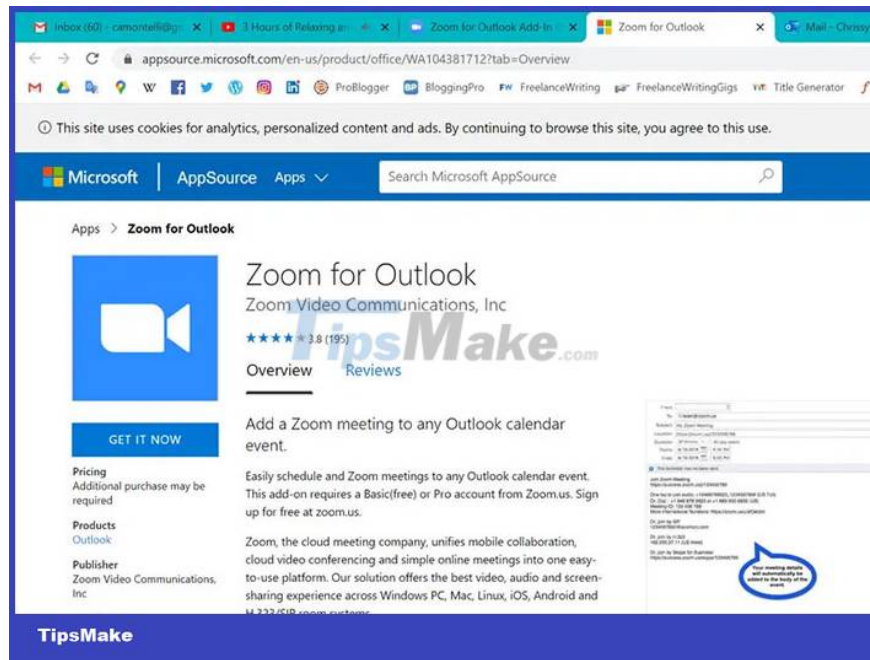 Inbox (60) - camontelli@g
3 Hours of Relaxing
Zoom for Outlook Add-In
Zoom for Outlook
Mail - Chrissy
appsource.microsoft.com/en-us/product/office/WA104381712?tab=Overview
ProBlogger
BloggingPro
FreelanceWriting
FreelanceWritingGigs
Title Generator
This site uses cookies for analytics, personalized content and ads. By continuing to browse this site, you agree to this use.
Microsoft
AppSource
Apps
Search Microsoft AppSource
Apps > Zoom for Outlook
Zoom for Outlook
Zoom Video Communications, Inc
3.8 (195)
TipsMake.com
Overview
Reviews
GET IT NOW
Pricing
Additional purchase may be
required
Products
Outlook
Publisher
Zoom Video Communications,
Inc
Add a Zoom meeting to any Outlook calendar
event.
Easily schedule and Zoom meetings to any Outlook calendar event.
This add-on requires a Basic(free) or Pro account from Zoom.us. Sign
up for free at zoom.us.
Zoom, the cloud meeting company, unifies mobile collaboration,
cloud video conferencing and simple online meetings into one easy-
to-use platform. Our solution offers the best video, audio and screen-
sharing experience across Windows PC, Mac, Linux, iOS, Android and
H.323/SIP room systems.
Your meeting details
will automatically be
added to the body of the
event.
TipsMake